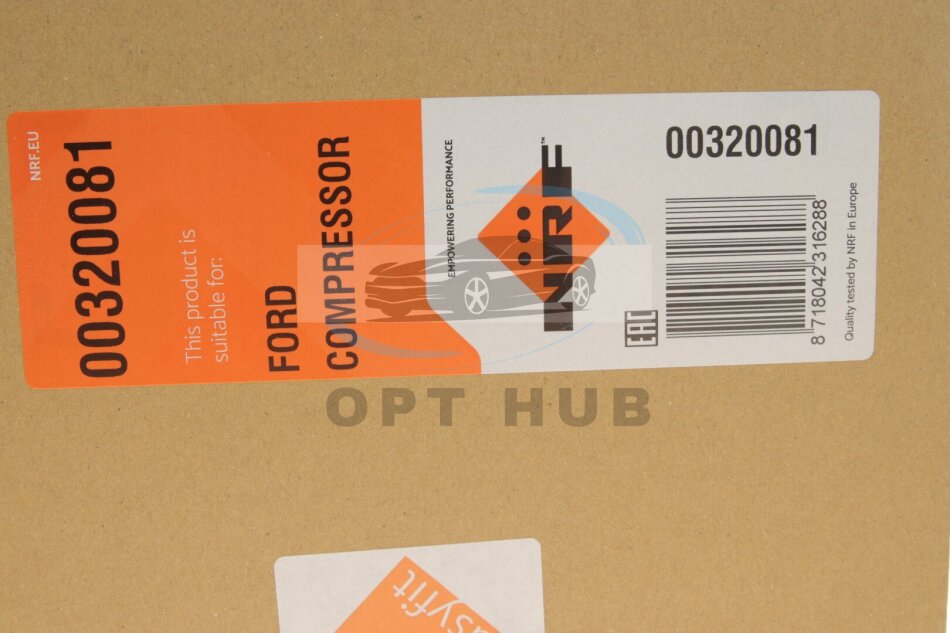 NRF.EU
00320081
This product is
suitable for:
FORD
COMPRESSOR
EMPOWERING PERFORMANCE
NRF™
EAC
00320081
8 718042 316288
Quality tested by NRF in Europe
OPT HUB